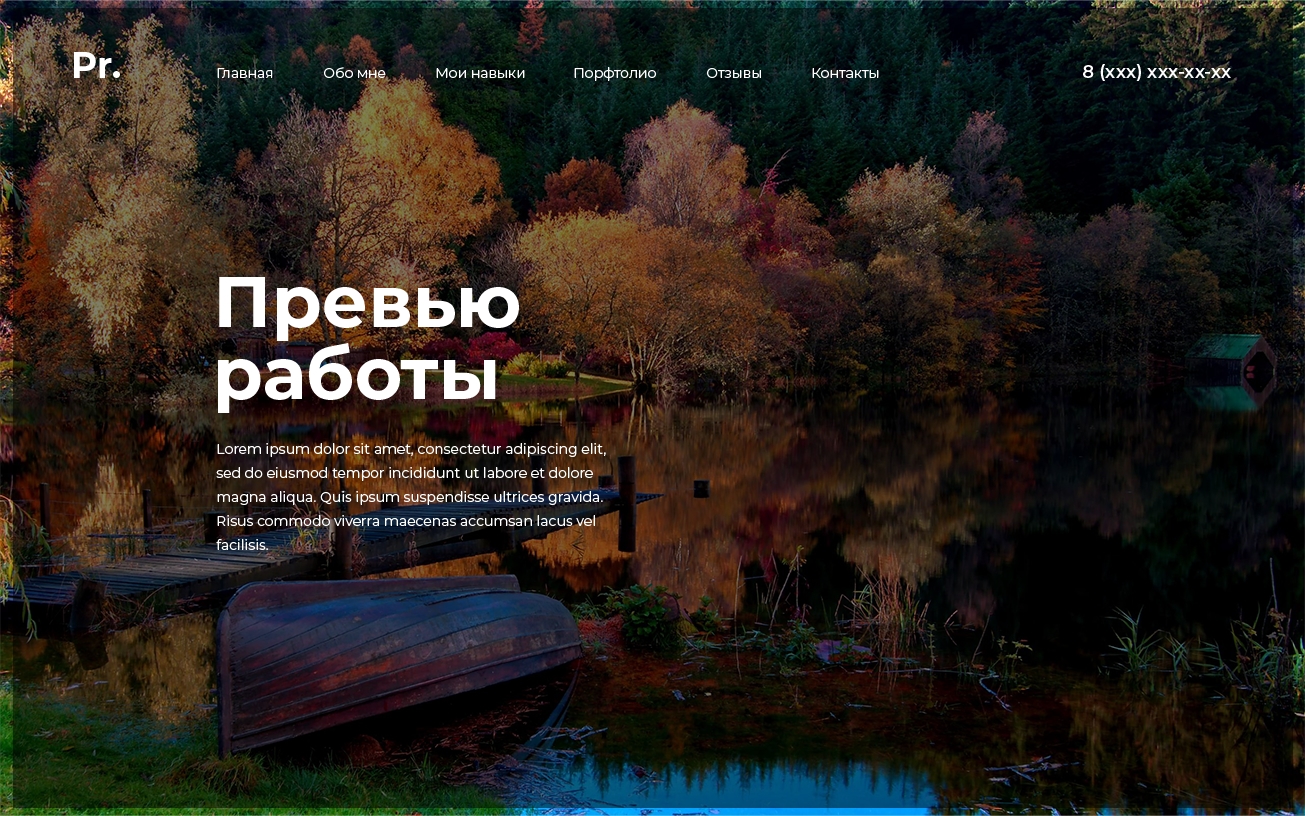 Pr.
Главная Обо мне Мои навыки Порфтолио Отзывы Контакты 8 (xxx) xxx-xx-xx
Превью
работы
Lorem ipsum dolor sit amet, consectetur adipiscing elit,
sed do eiusmod tempor incididunt ut labore et dolore
magna aliqua. Quis ipsum suspendisse ultrices gravida.
Risus commodo viverra maecenas accumsan lacus vel
facilisis.